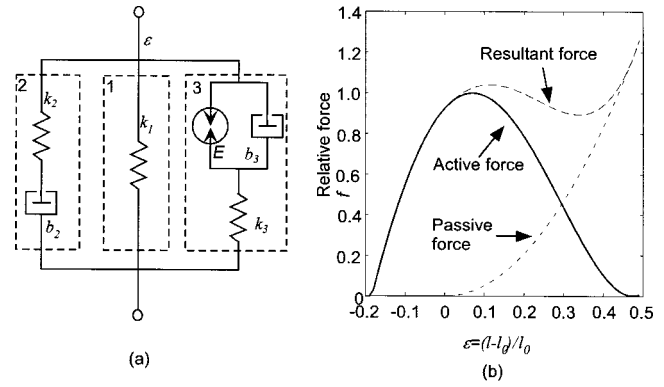 ε
2
1
3
k2
k1
E
b3
b2
k3
(a)
(b)
1.4
1.2
1.0
0.8
0.6
0.4
0.2
0
Relative force
f
Resultant force
Active force
Passive
force
-0.2 -0.1 0 0.1 0.2 0.3 0.4 0.5
ε=(l-l0)/l0
(b)